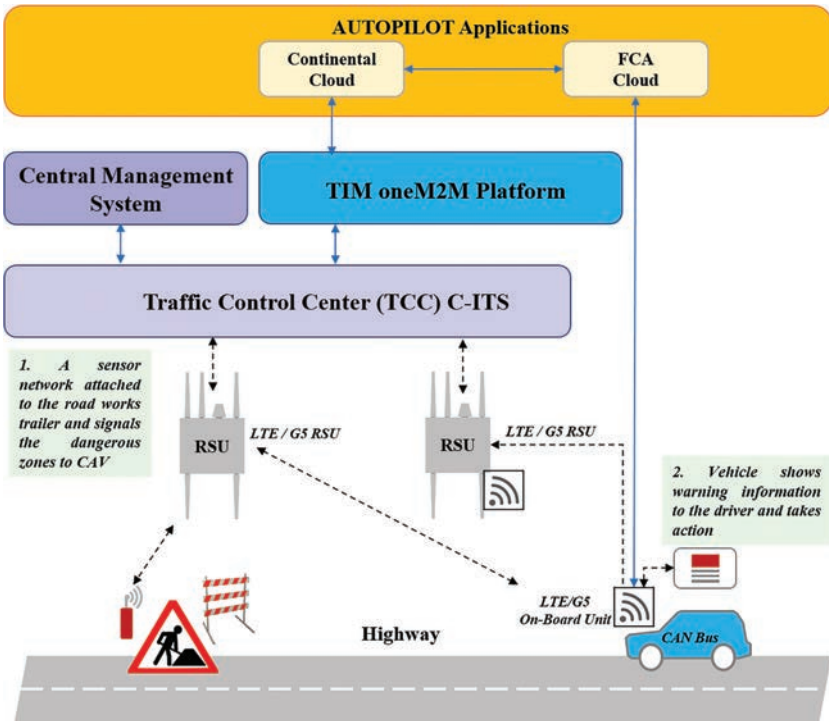 AUTOPILOT Applications
Continental
Cloud
FCA
Cloud
Central Management
System
TIM oneM2M Platform
Traffic Control Center (TCC) C-ITS
1. A sensor
network attached
to the road works
trailer and signals
the dangerous
zones to CAV
RSU
LTE / G5 RSU
RSU
LTE / G5 RSU
2. Vehicle shows
warning information
to the driver and takes
action
LTE/G5
On-Board Unit
Highway
CAN Bus